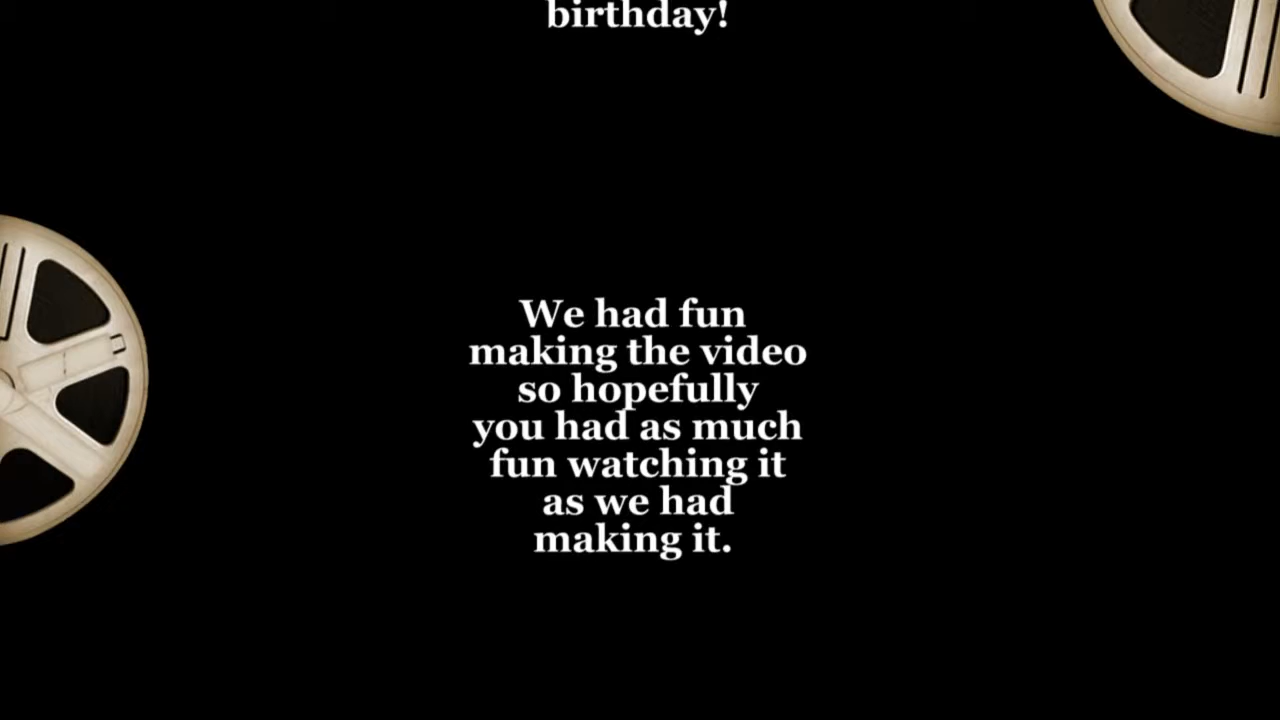 birthday!
We had fun
making the video
so hopefully
you had as much
fun watching it
as we had
making it.